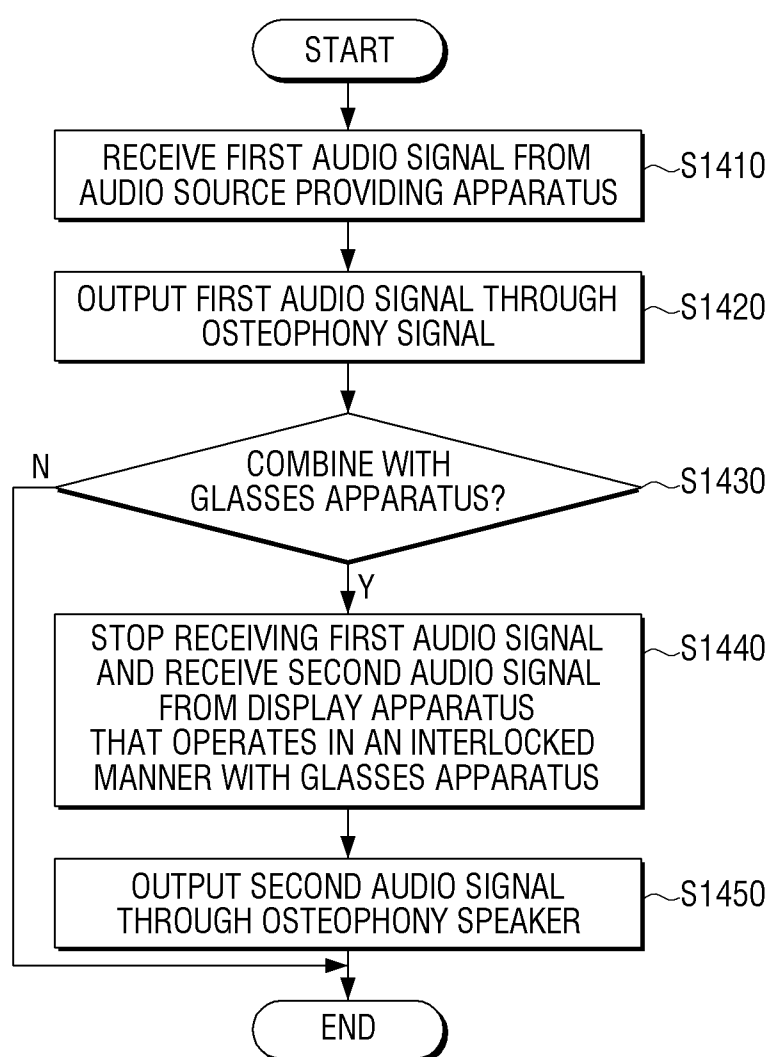 START
RECEIVE FIRST AUDIO SIGNAL FROM
AUDIO SOURCE PROVIDING APPARATUS
S1410
OUTPUT FIRST AUDIO SIGNAL THROUGH
OSTEOPHONY SIGNAL
S1420
COMBINE WITH
GLASSES APPARATUS?
S1430
N
Y
STOP RECEIVING FIRST AUDIO SIGNAL
AND RECEIVE SECOND AUDIO SIGNAL
FROM DISPLAY APPARATUS
THAT OPERATES IN AN INTERLOCKED
MANNER WITH GLASSES APPARATUS
S1440
OUTPUT SECOND AUDIO SIGNAL
THROUGH OSTEOPHONY SPEAKER
S1450
END